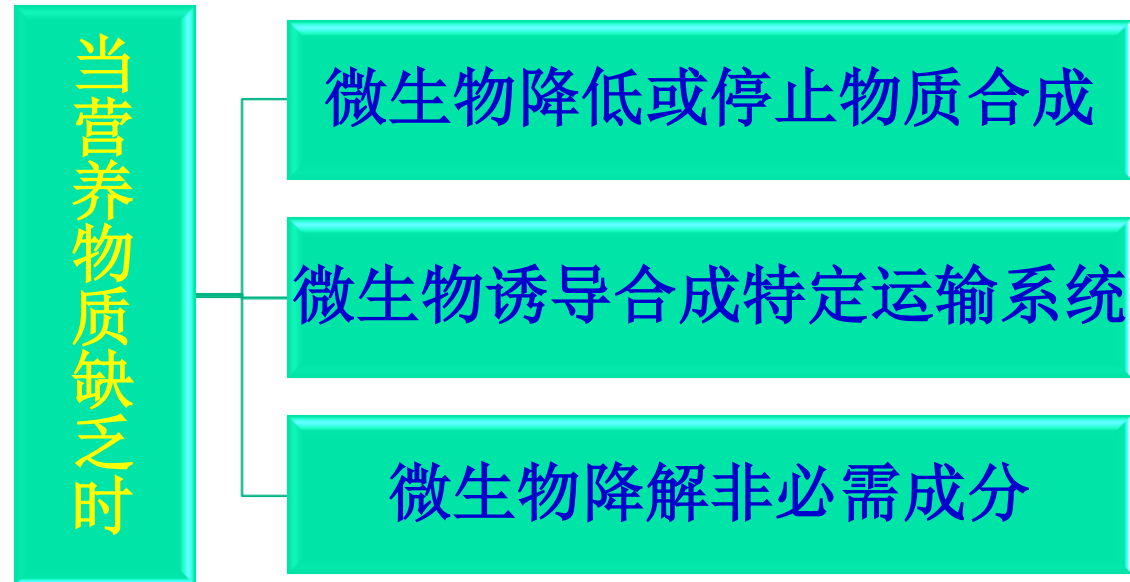 当营养物质缺乏时
微生物降低或停止物质合成
微生物诱导合成特定运输系统
微生物降解非必需成分